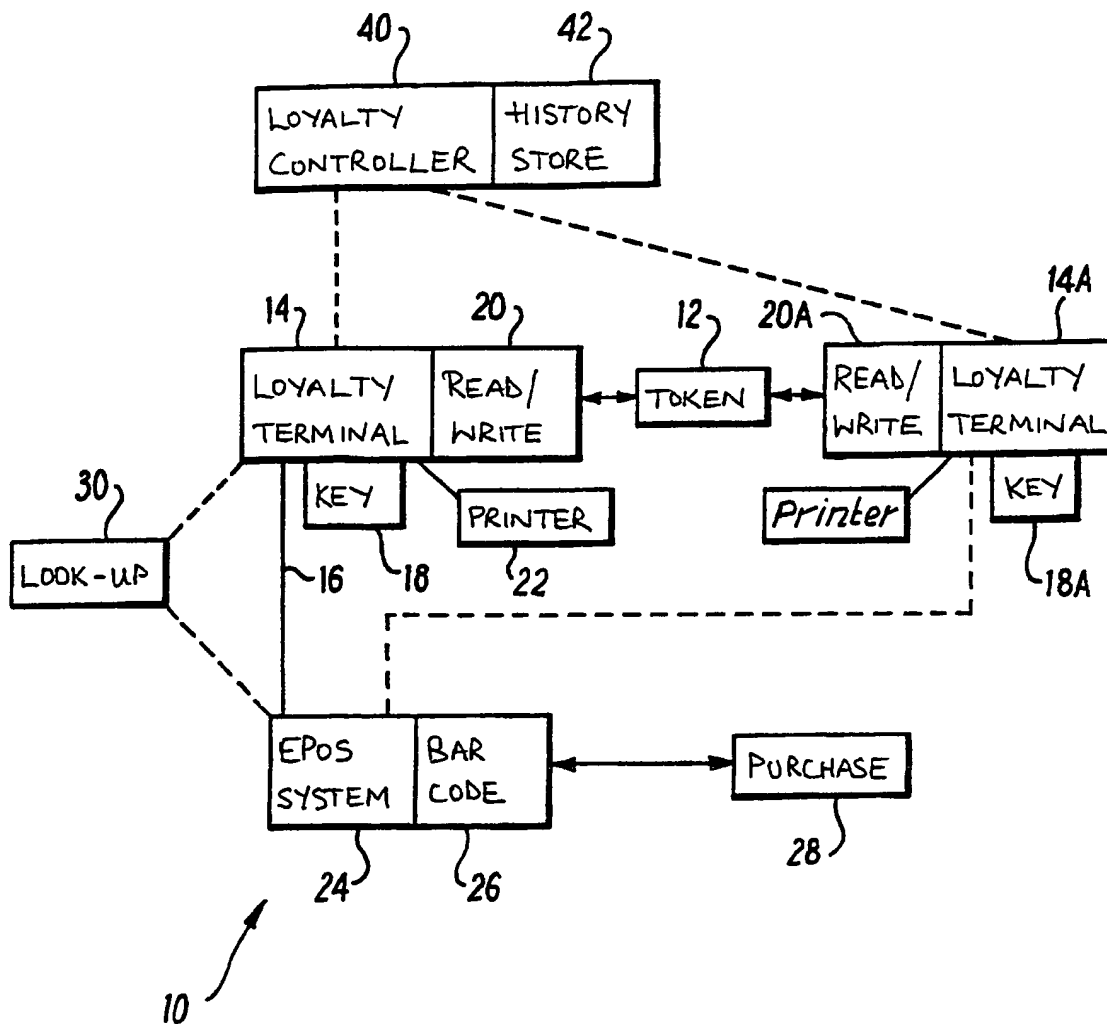 40
42
LOYALTY
CONTROLLER
HISTORY
STORE
14
20
12
20A
14A
LOYALTY
TERMINAL
READ/
WRITE
TOKEN
READ/
WRITE
LOYALTY
TERMINAL
30
KEY
PRINTER
Printer
KEY
LOOK-UP
16
18
22
18A
EPOS
SYSTEM
BAR
CODE
PURCHASE
24
26
28
10